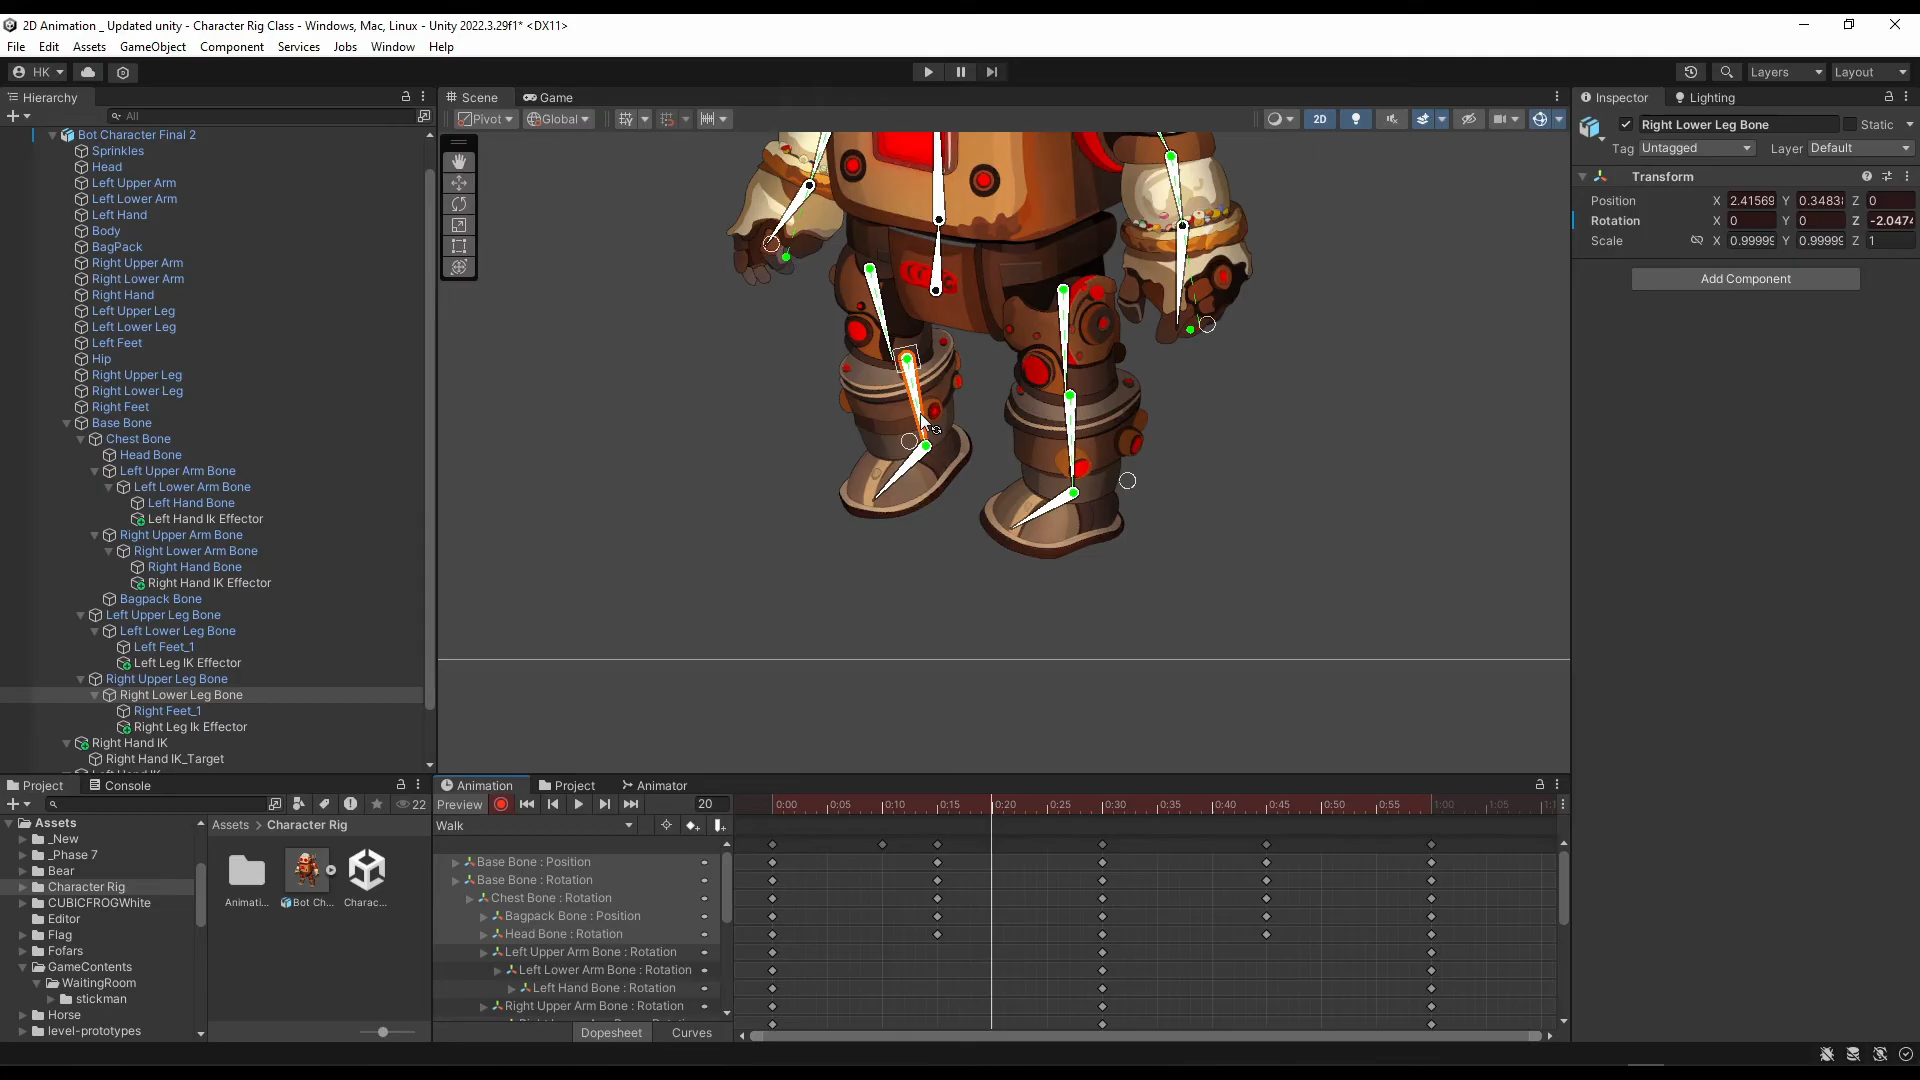 2D Animation _ Updated unity - Character Rig Class - Windows, Mac, Linux - Unity 2022.3.29f1* <DX11>
File Edit Assets GameObject Component Services Jobs Window Help
HK
Layers Layout
Hierarchy
All
Bot Character Final 2
Sprinkles
Head
Left Upper Arm
Left Lower Arm
Left Hand
Body
BagPack
Right Upper Arm
Right Lower Arm
Right Hand
Left Upper Leg
Left Lower Leg
Left Feet
Hip
Right Upper Leg
Right Lower Leg
Right Feet
Base Bone
Chest Bone
Head Bone
Left Upper Arm Bone
Left Lower Arm Bone
Left Hand Bone
Left Hand Ik Effector
Right Upper Arm Bone
Right Lower Arm Bone
Right Hand Bone
Right Hand IK Effector
Bagpack Bone
Left Upper Leg Bone
Left Lower Leg Bone
Left Feet_1
Left Leg IK Effector
Right Upper Leg Bone
Right Lower Leg Bone
Right Feet_1
Right Leg Ik Effector
Right Hand IK
Right Hand IK_Target
Scene Game
Pivot Global
2D
Inspector Lighting
Right Lower Leg Bone Static
Tag Untagged Layer Default
Transform
Position X 2.41569 Y 0.3483 Z 0
Rotation X 0 Y 0 Z -2.0474
Scale X 0.9999 Y 0.9999 Z 1
Add Component
Project Console
22
Assets
_New
_Phase 7
Bear
Character Rig
CUBICFROGWhite
Editor
Flag
Fofars
GameContents
WaitingRoom
stickman
Horse
level-prototypes
Assets > Character Rig
Animati...
Bot Ch...
Charac...
Animation Project Animator
Preview 20
0:00 0:05 0:10 0:15 0:20 0:25 0:30 0:35 0:40 0:45 0:50 0:55 1:00 1:05
Walk
Base Bone : Position
Base Bone : Rotation
Chest Bone : Rotation
Bagpack Bone : Position
Head Bone : Rotation
Left Upper Arm Bone : Rotation
Left Lower Arm Bone : Rotation
Left Hand Bone : Rotation
Right Upper Arm Bone : Rotation
Dopesheet Curves